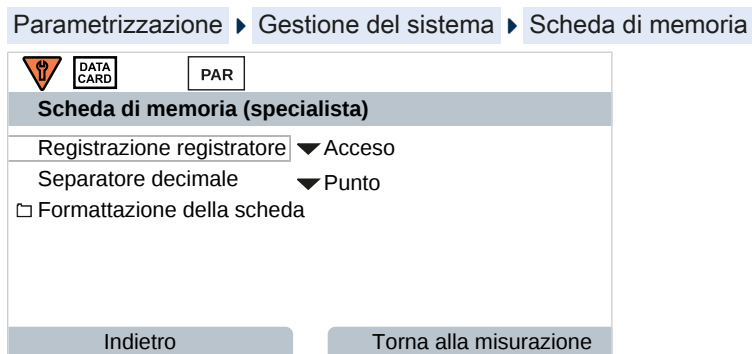 Parametrizzazione Gestione del sistema Scheda di memoria
DATA CARD PAR
Scheda di memoria (specialista)
Registrazione registratore Acceso
Separatore decimale Punto
Formattazione della scheda
Indietro Torna alla misurazione